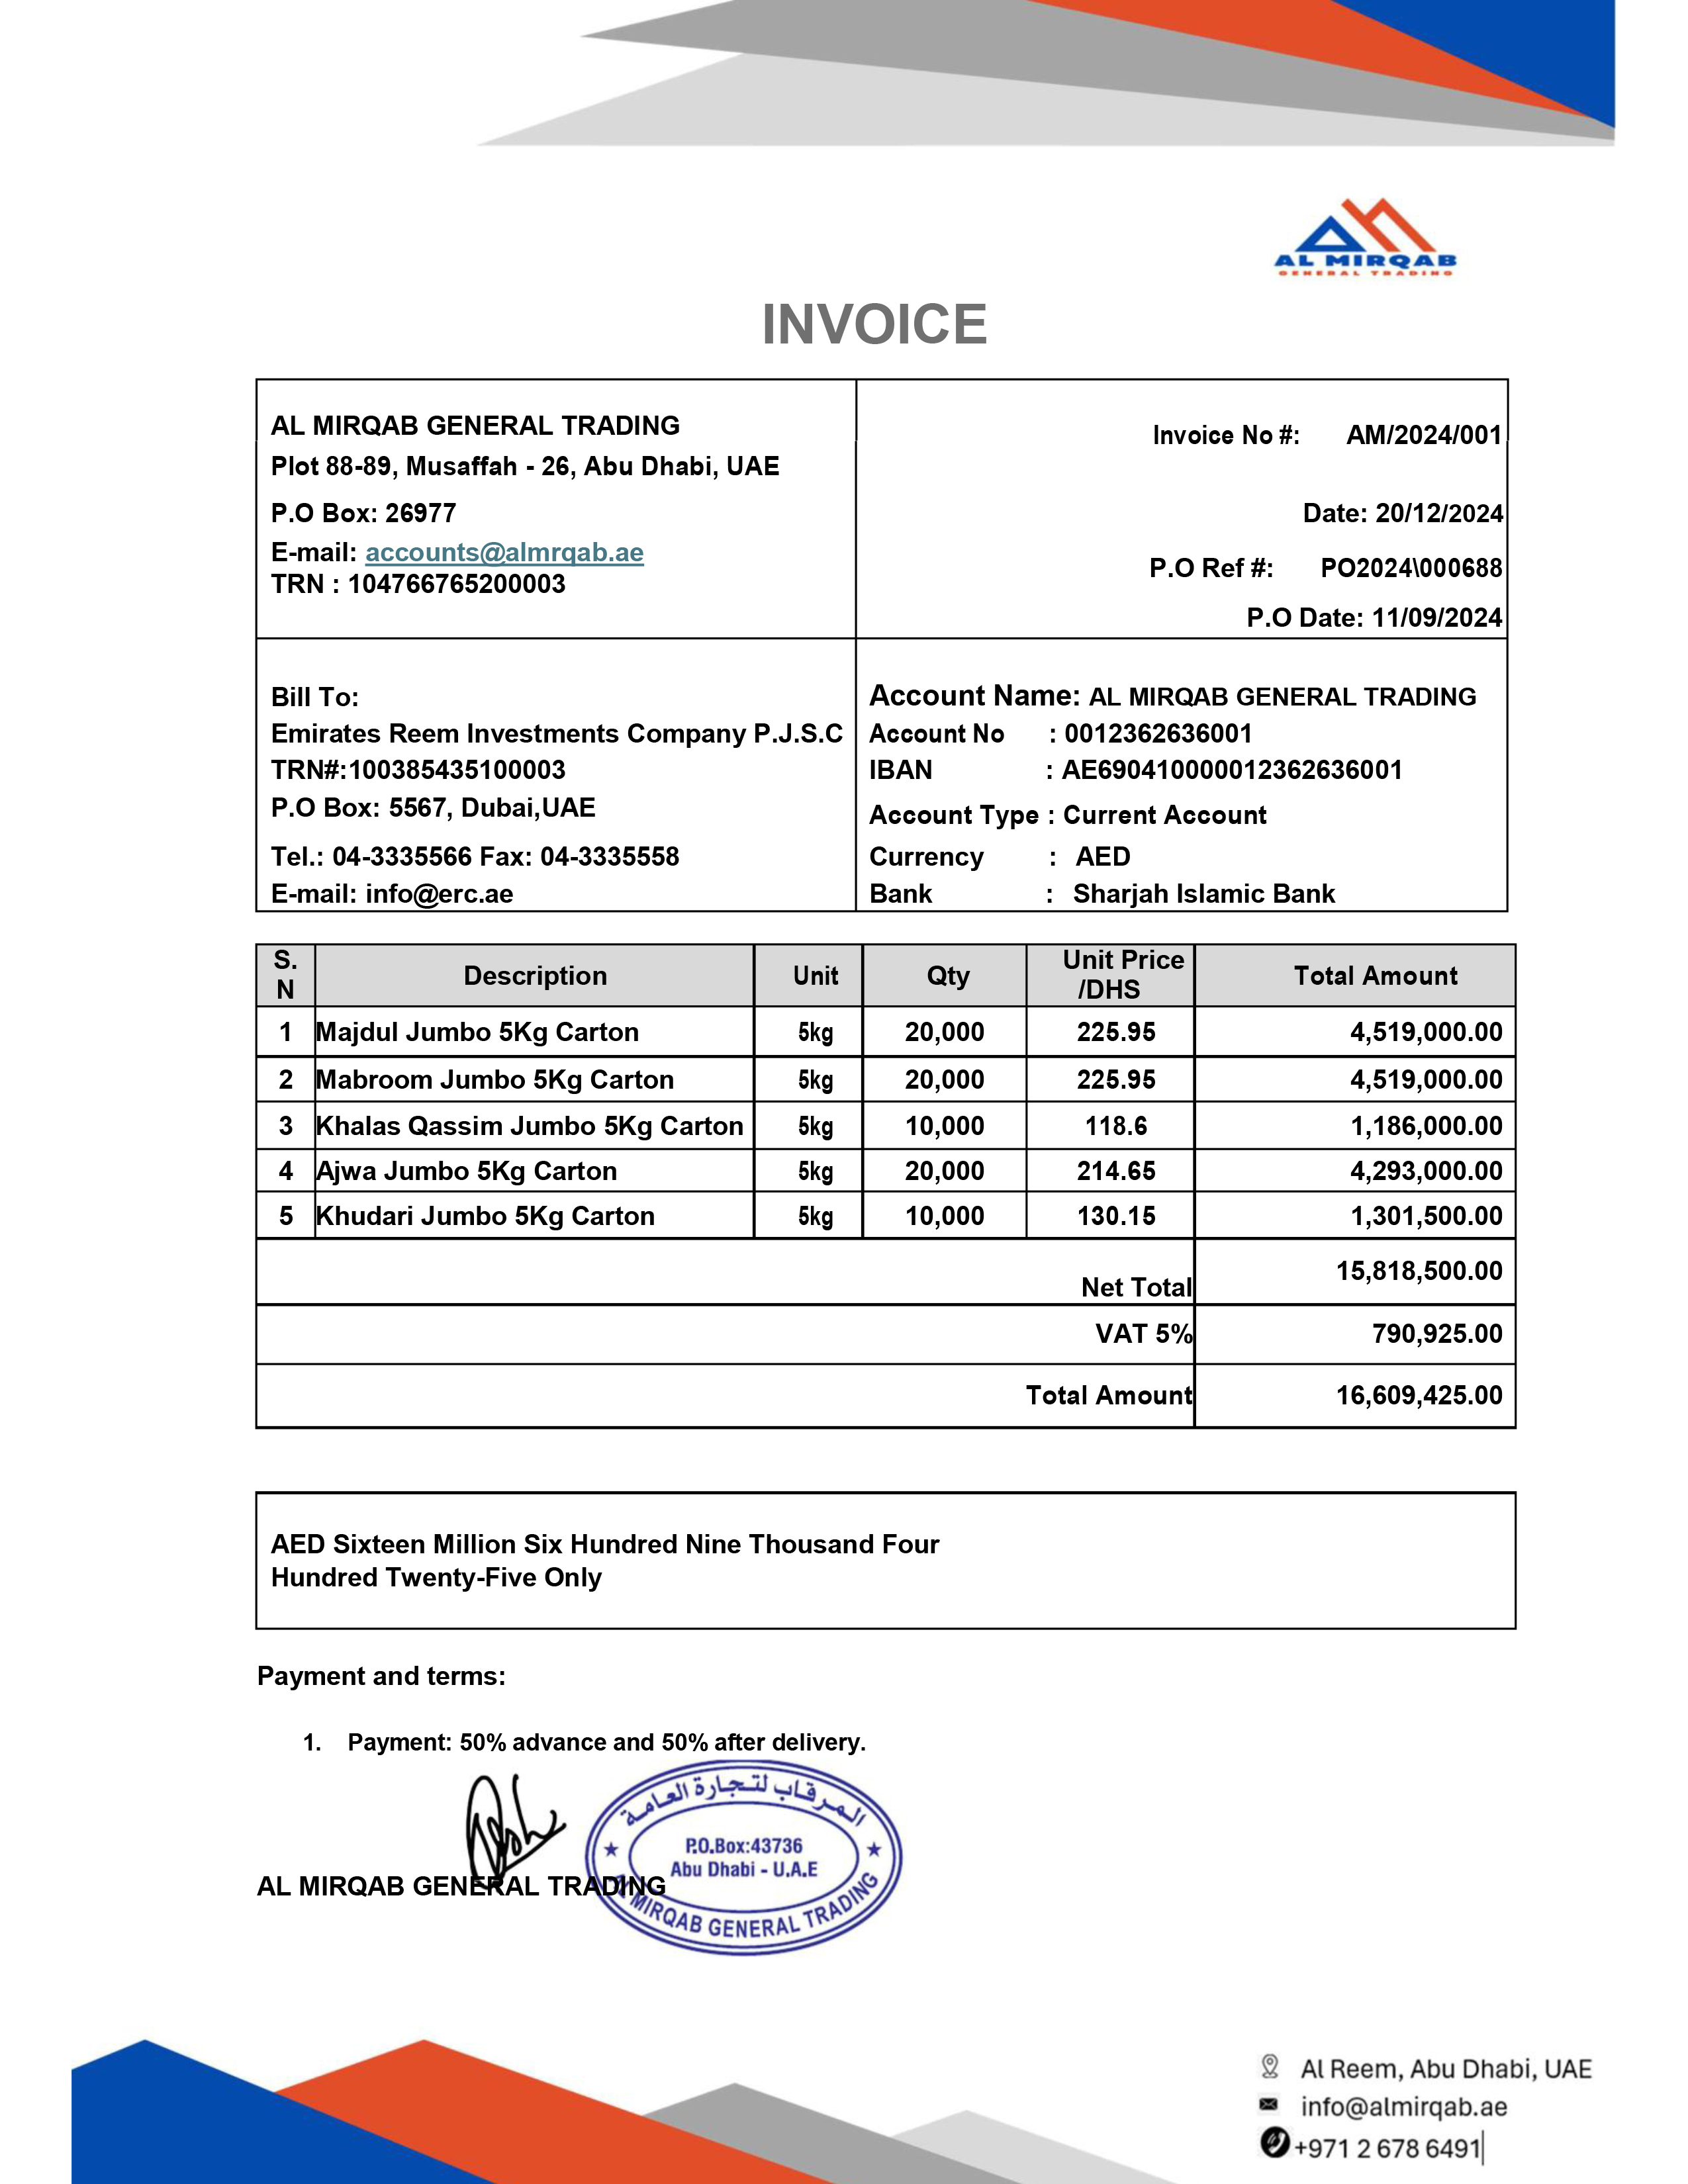 AL MIRQAB
GENERAL TRADING
INVOICE
AL MIRQAB GENERAL TRADING
Plot 88-89, Musaffah - 26, Abu Dhabi, UAE
P.O Box: 26977
E-mail: accounts@almrqab.ae
TRN : 104766765200003
Invoice No #: AM/2024/001
Date: 20/12/2024
P.O Ref #: PO2024\000688
P.O Date: 11/09/2024
Bill To:
Emirates Reem Investments Company P.J.S.C
TRN#:100385435100003
P.O Box: 5567, Dubai,UAE
Tel.: 04-3335566 Fax: 04-3335558
E-mail: info@erc.ae
Account Name: AL MIRQAB GENERAL TRADING
Account No : 0012362636001
IBAN : AE690410000012362636001
Account Type : Current Account
Currency : AED
Bank : Sharjah Islamic Bank
S.N Description Unit Qty Unit Price /DHS Total Amount
1 Majdul Jumbo 5Kg Carton 5kg 20,000 225.95 4,519,000.00
2 Mabroom Jumbo 5Kg Carton 5kg 20,000 225.95 4,519,000.00
3 Khalas Qassim Jumbo 5Kg Carton 5kg 10,000 118.6 1,186,000.00
4 Ajwa Jumbo 5Kg Carton 5kg 20,000 214.65 4,293,000.00
5 Khudari Jumbo 5Kg Carton 5kg 10,000 130.15 1,301,500.00
Net Total 15,818,500.00
VAT 5% 790,925.00
Total Amount 16,609,425.00
AED Sixteen Million Six Hundred Nine Thousand Four
Hundred Twenty-Five Only
Payment and terms:
1. Payment: 50% advance and 50% after delivery.
AL MIRQAB GENERAL TRADING
المرقاب لتجارة العامة
P.O.Box:43736
Abu Dhabi - U.A.E
AL MIRQAB GENERAL TRADING
Al Reem, Abu Dhabi, UAE
info@almirqab.ae
+971 2 678 6491